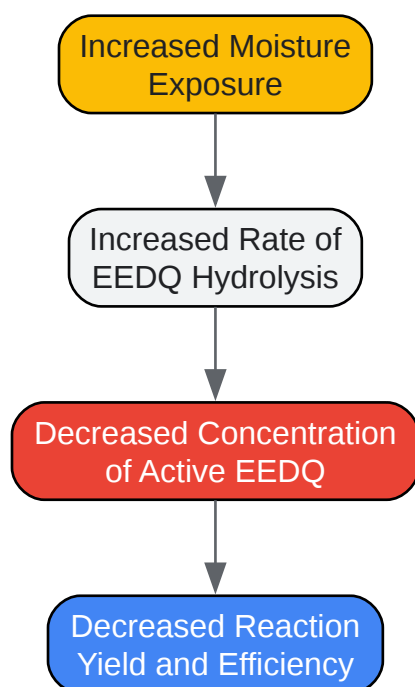 Increased Moisture
Exposure
Increased Rate of
EEDQ Hydrolysis
Decreased Concentration
of Active EEDQ
Decreased Reaction
Yield and Efficiency